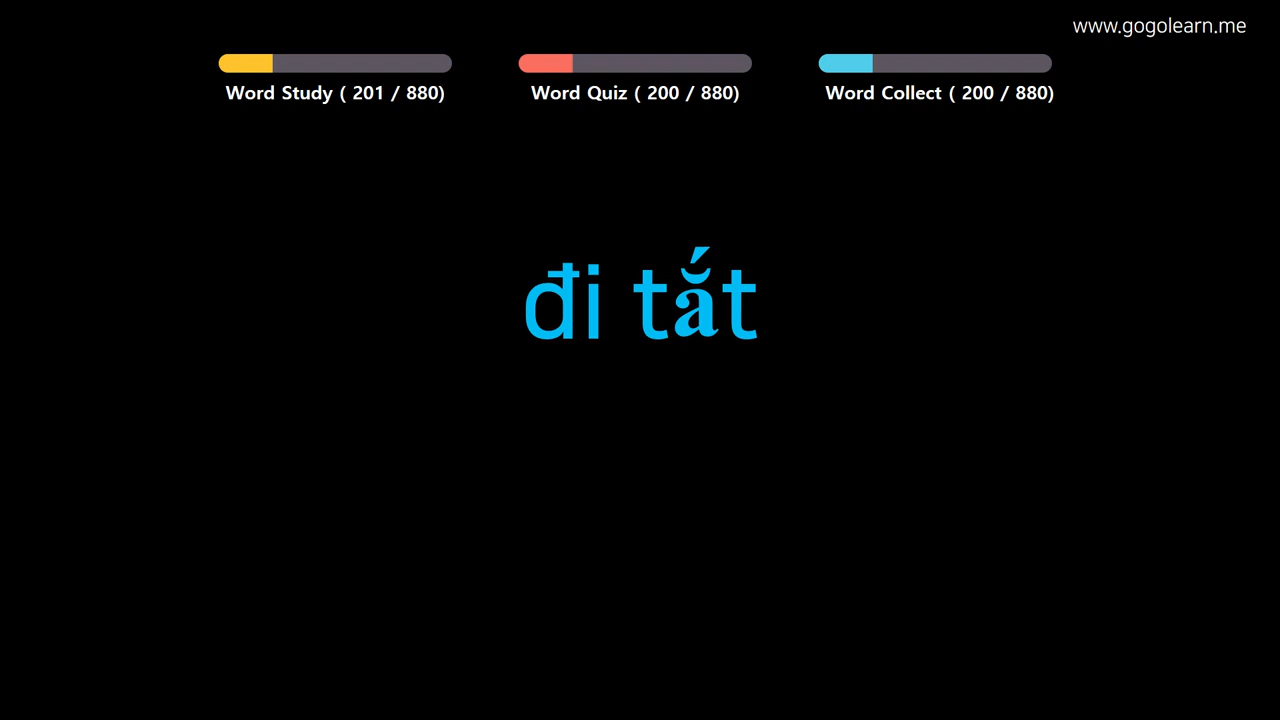 www.gogolearn.me
Word Study ( 201 / 880)
Word Quiz ( 200 / 880)
Word Collect ( 200 / 880)
đi tắt